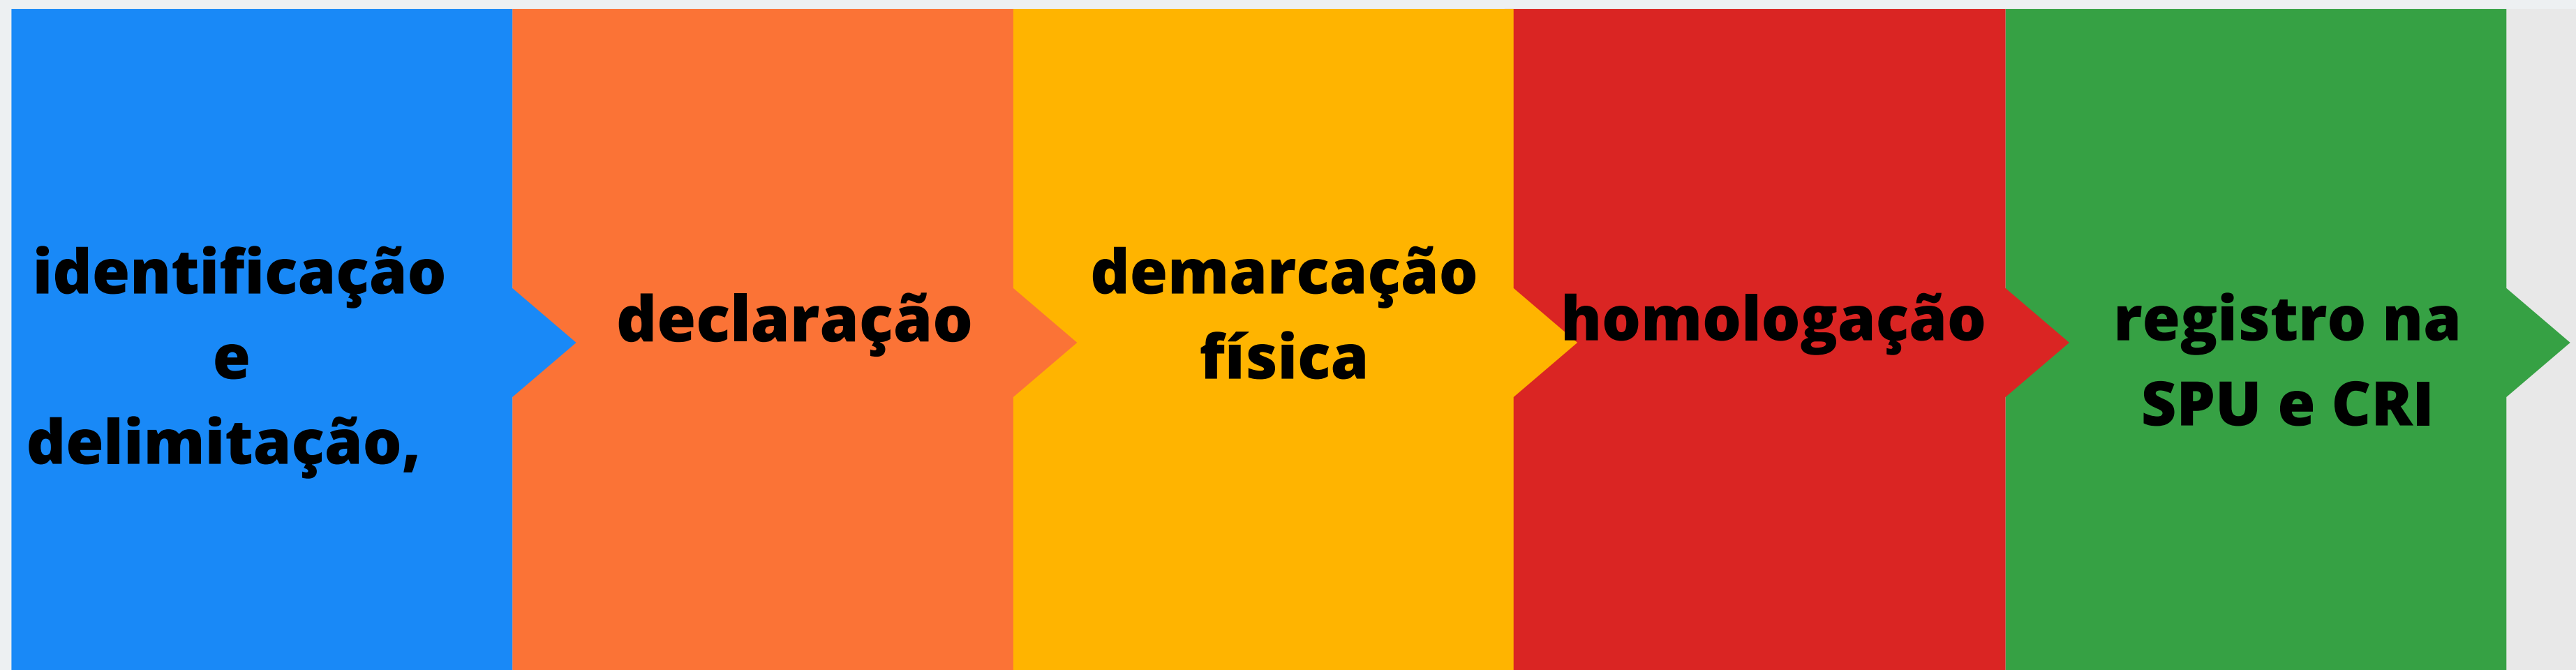 identificação
e
delimitação,
declaração
demarcação
física
homologação
registro na
SPU e CRI